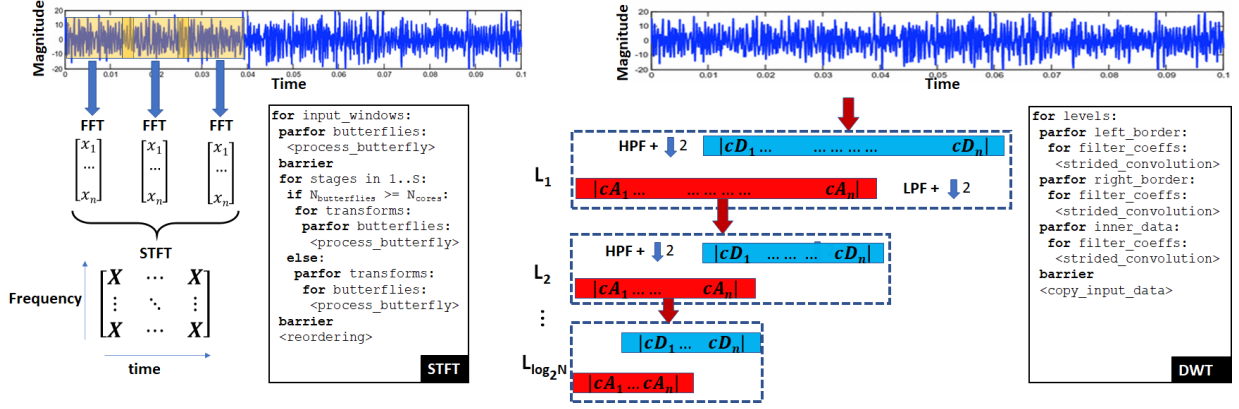 Magnitude
20
10
0
-10
-20
0 0.01 0.02 0.03 0.04 0.05 0.06 0.07 0.08 0.09 0.1
Time
FFT FFT FFT
x1 x1 x1
... ... ...
xn xn xn
STFT
Frequency
X ⋯ X
⋮ ⋱ ⋮
X ⋯ X
time
for input_windows:
parfor butterflies:
<process_butterfly>
barrier
for stages in 1..S:
if Nbutterflies >= Ncores:
for transforms:
parfor butterflies:
<process_butterfly>
else:
parfor transforms:
for butterflies:
<process_butterfly>
barrier
<reordering>
STFT
Magnitude
20
10
0
-10
-20
0 0.01 0.02 0.03 0.04 0.05 0.06 0.07 0.08 0.09 0.1
Time
HPF + 2 |cD1 ... ... ... ... ... cDn|
L1
|cA1 ... ... ... ... ... cAn| LPF + 2
HPF + 2 |cD1 ... ... ... cDn|
L2
|cA1 ... ... cAn|
⋮
|cD1 ... cDn|
Llog2N
|cA1 ... cAn|
for levels:
parfor left_border:
for filter_coeffs:
<strided_convolution>
parfor right_border:
for filter_coeffs:
<strided_convolution>
parfor inner_data:
for filter_coeffs:
<strided_convolution>
barrier
<copy_input_data>
DWT